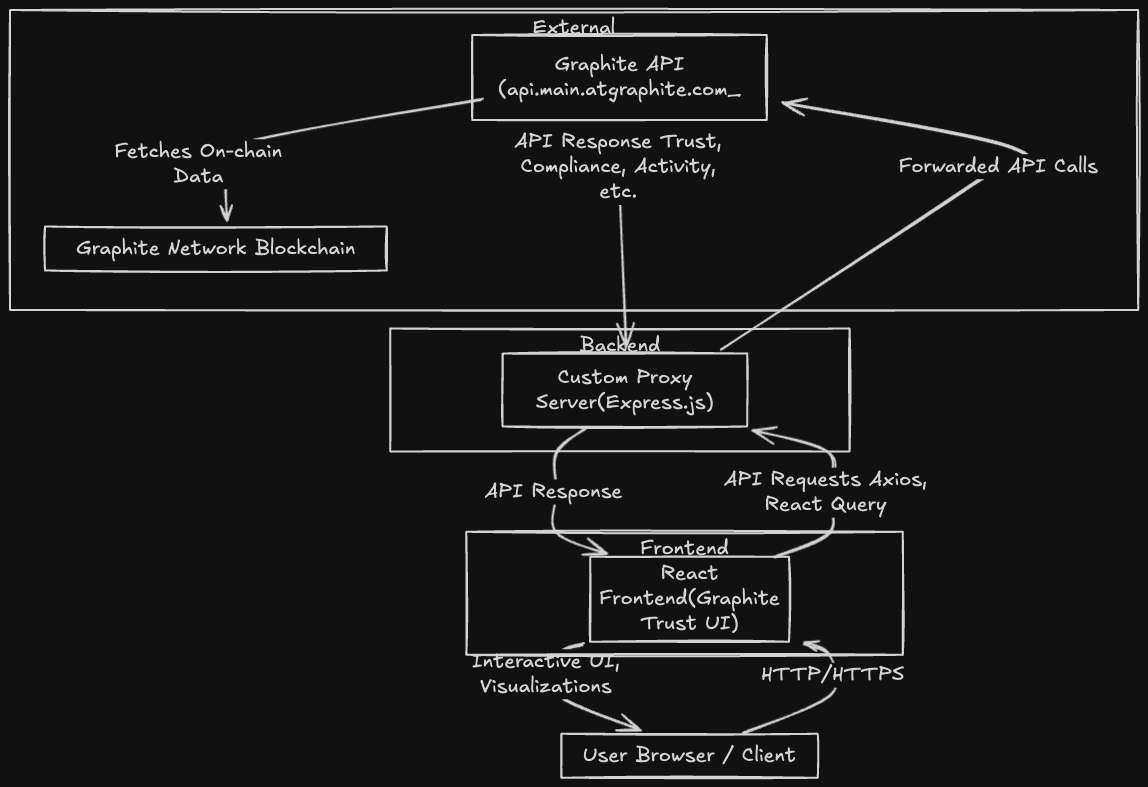 External
Graphite API
(api.main.atgraphite.com_
Fetches On-chain
Data
API Response Trust,
Compliance, Activity,
etc.
Forwarded API Calls
Graphite Network Blockchain
Backend
Custom Proxy
Server(Express.js)
API Response
API Requests Axios,
React Query
Frontend
React
Frontend(Graphite
Trust UI)
Interactive UI,
Visualizations
HTTP/HTTPS
User Browser / Client